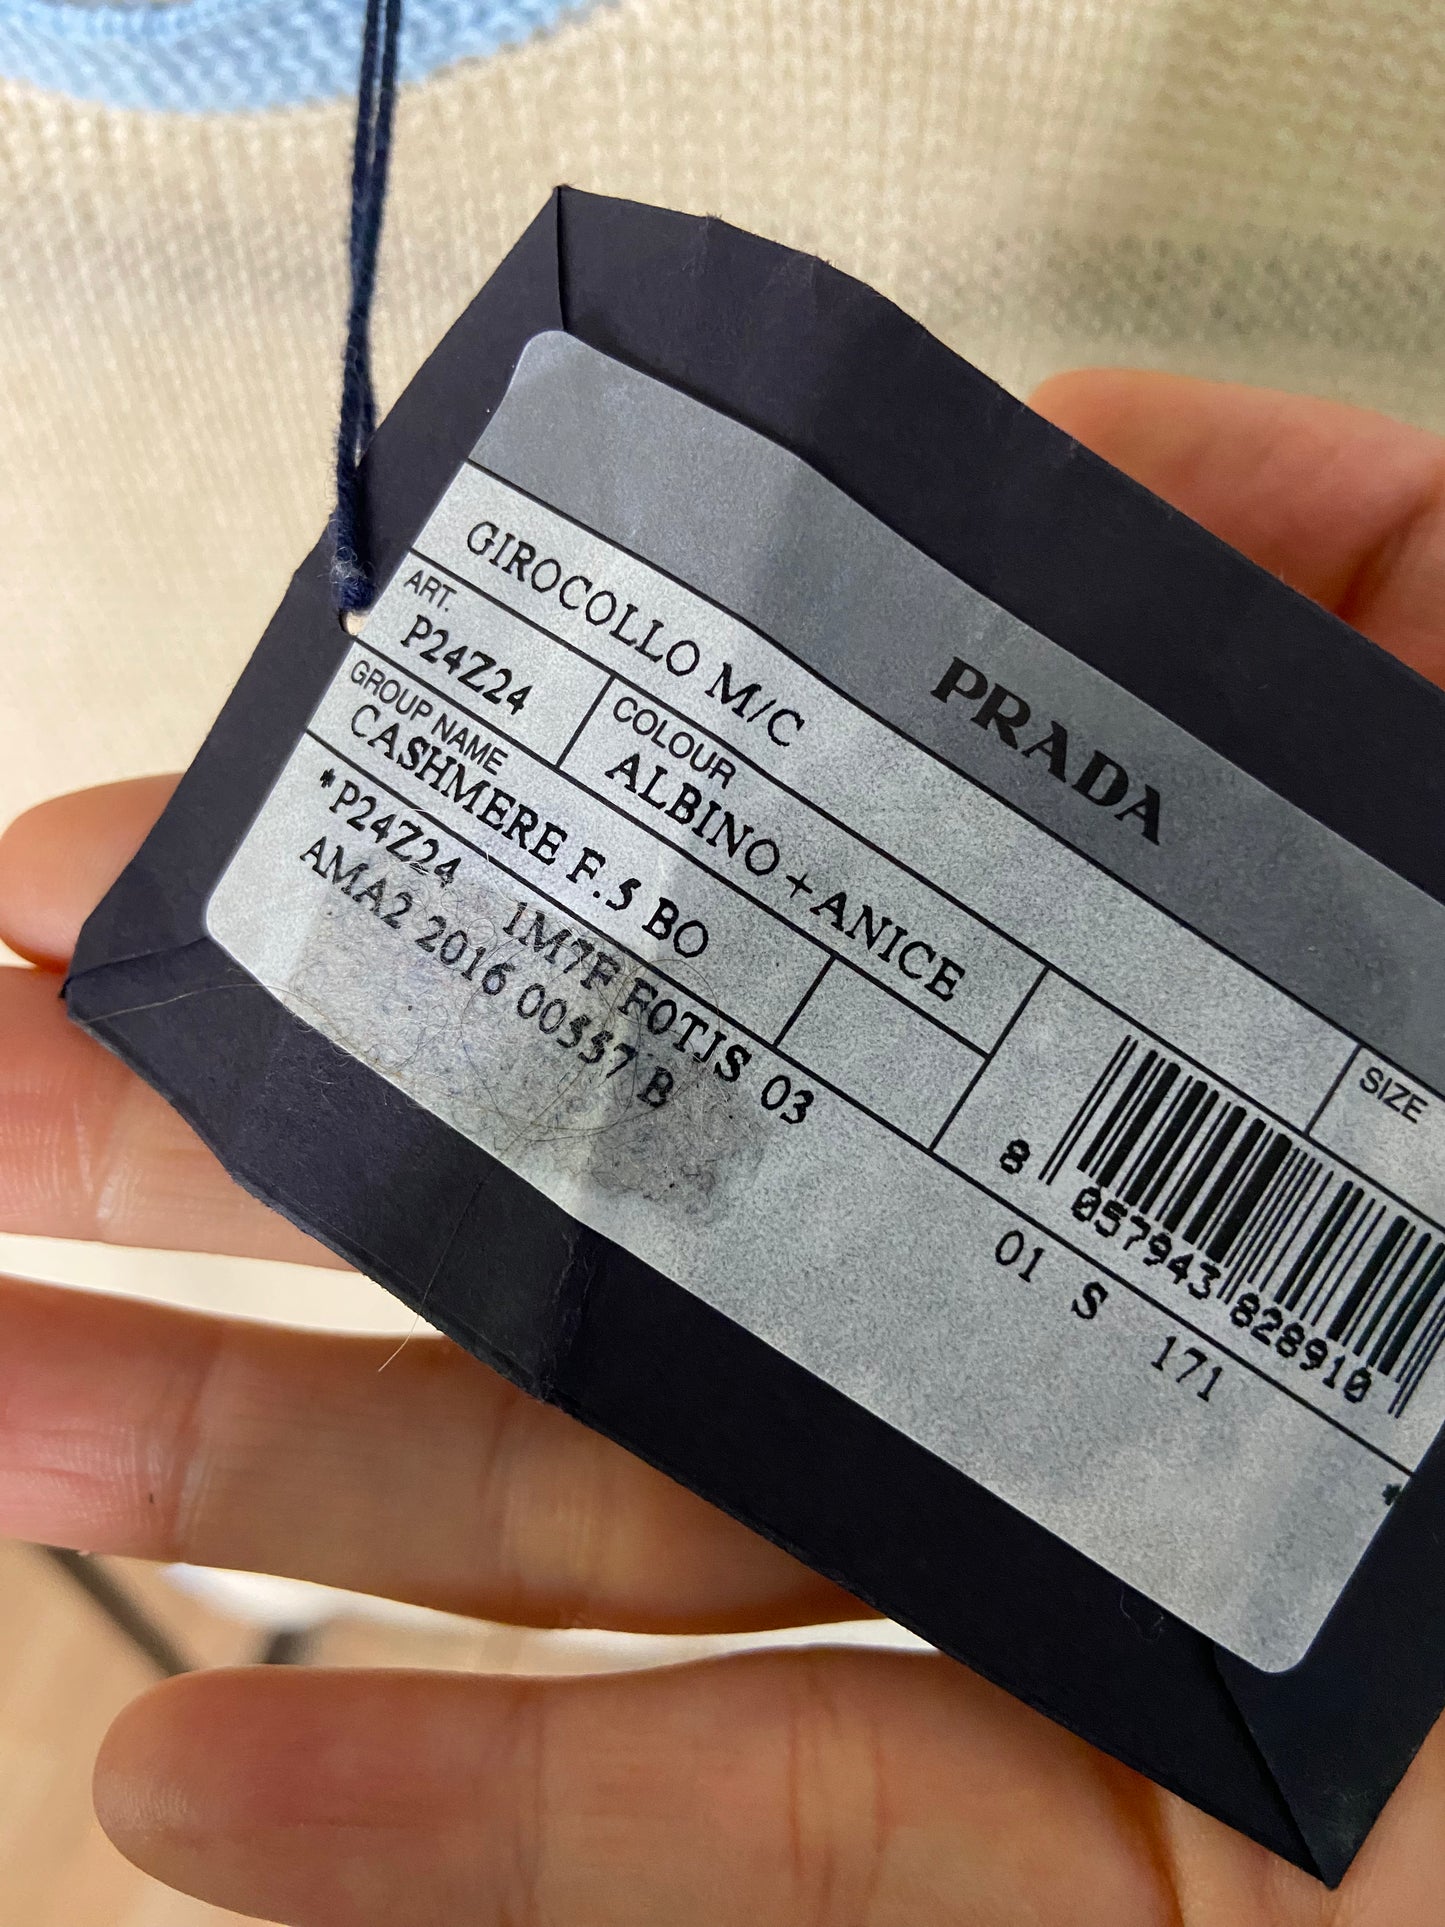 PRADA
GIROCOLLO M/C
ART.
P24Z24
COLOUR
ALBINO+ANICE
SIZE
GROUP NAME
CASHMERE F.5 BO
8 057943 828910
*P24Z24 1M7F F0TJS 03 01 S 171 *
AMA2 2016 00557 B